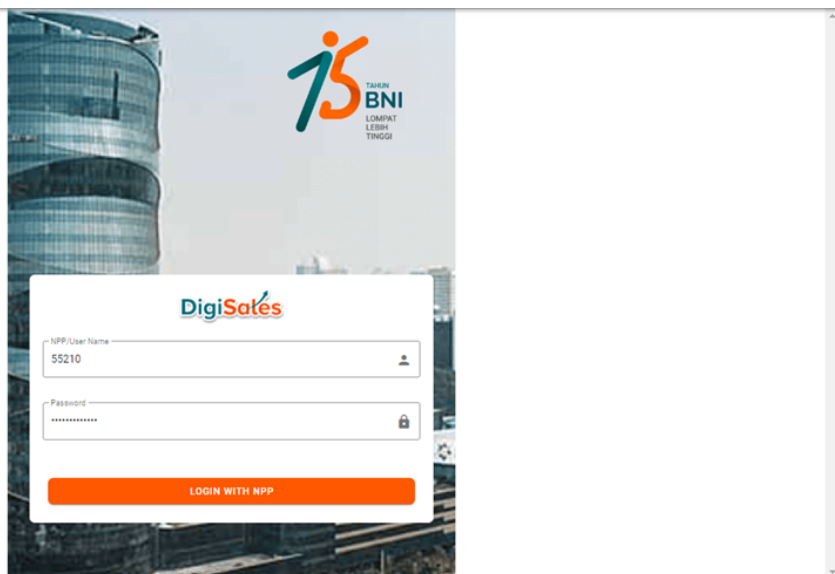 75
TAHUN
BNI
LOMPAT
LEBIH
TINGGI
DigiSales
NPP/User Name
55210
Password
•••••••••••••
LOGIN WITH NPP